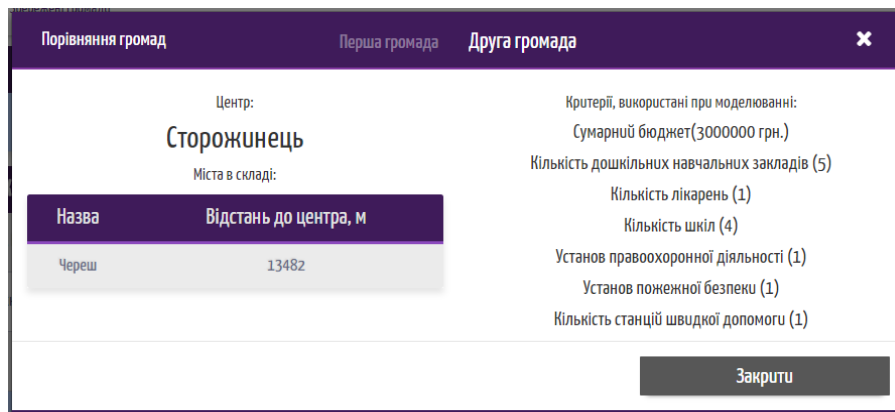 Порівняння громад
Перша громада
Друга громада
Центр:
Сторожинець
Міста в складі:
Назва Відстань до центра, м
Череш 13482
Критерії, використані при моделюванні:
Сумарний бюджет(3000000 грн.)
Кількість дошкільних навчальних закладів (5)
Кількість лікарень (1)
Кількість шкіл (4)
Установ правоохоронної діяльності (1)
Установ пожежної безпеки (1)
Кількість станцій швидкої допомоги (1)
Закрити